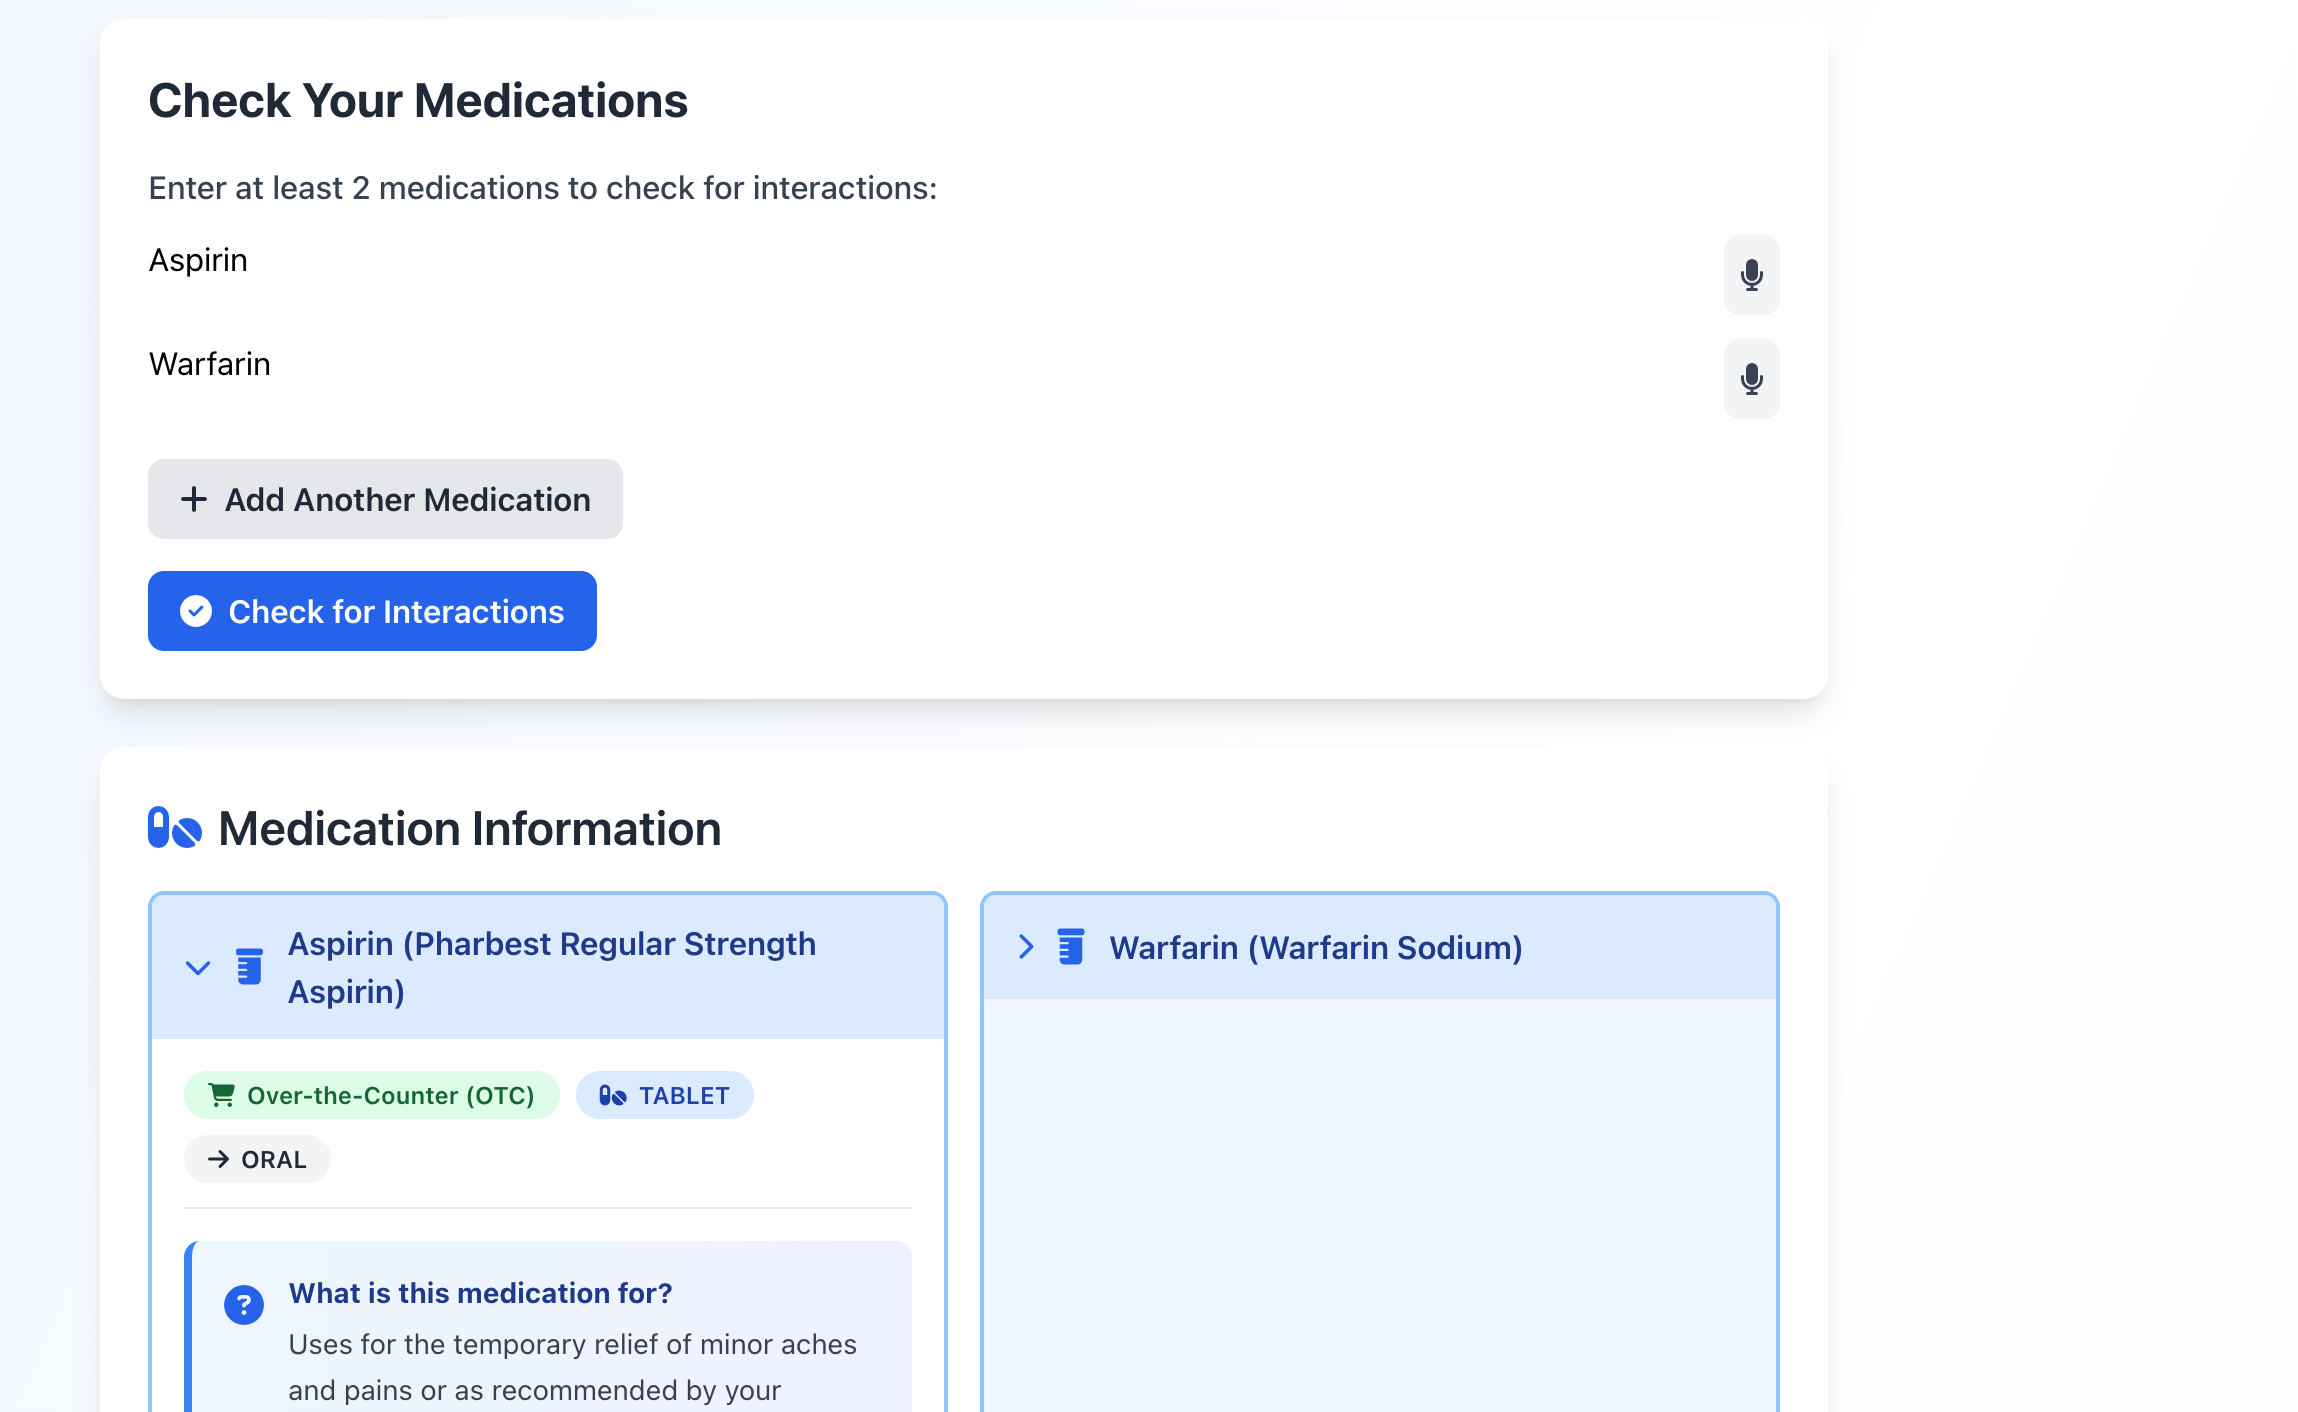 Check Your Medications
Enter at least 2 medications to check for interactions:
Aspirin
Warfarin
Add Another Medication
Check for Interactions
Medication Information
Aspirin (Pharbest Regular Strength
Aspirin)
Over-the-Counter (OTC)
TABLET
ORAL
What is this medication for?
Uses for the temporary relief of minor aches
and pains or as recommended by your
Warfarin (Warfarin Sodium)